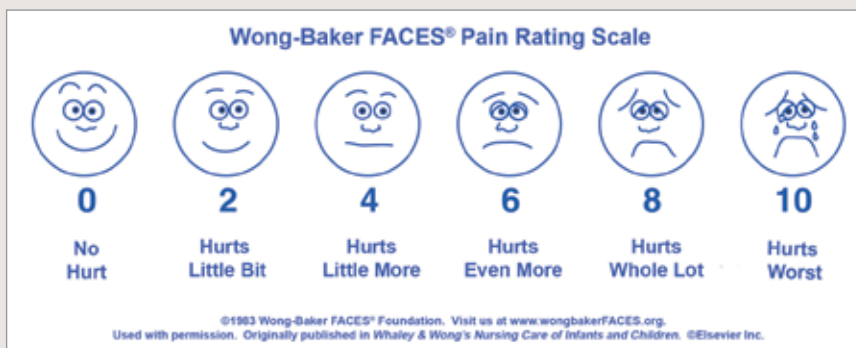 Wong-Baker FACES® Pain Rating Scale
0 2 4 6 8 10
No Hurts Hurts Hurts Hurts Hurts
Hurt Little Bit Little More Even More Whole Lot Worst
©1983 Wong-Baker FACES® Foundation. Visit us at www.wongbakerFACES.org.
Used with permission. Originally published in Whaley & Wong's Nursing Care of Infants and Children. ©Elsevier Inc.